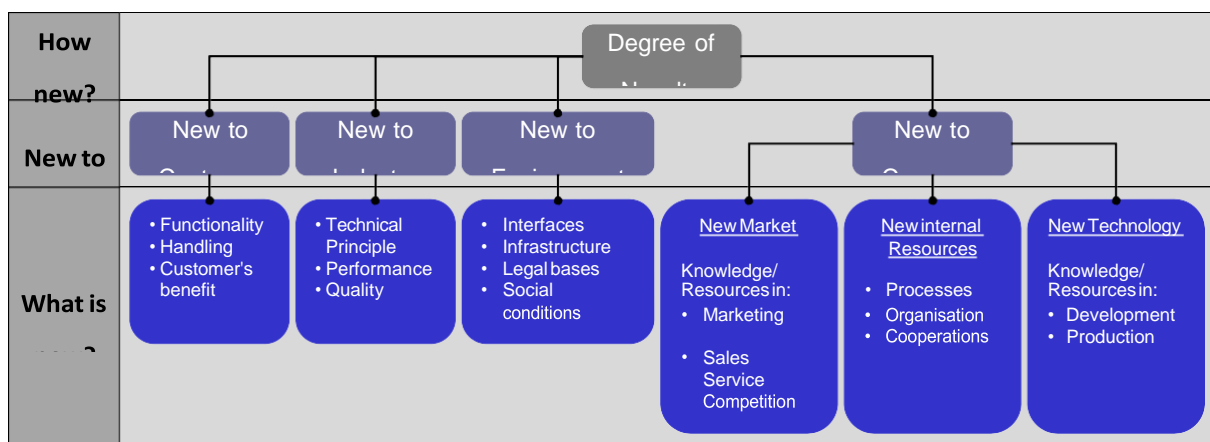 How
new?
Degree of
New to
New to
New to
New to
New to
What is
• Functionality
• Handling
• Customer's
benefit
• Technical
Principle
• Performance
• Quality
• Interfaces
• Infrastructure
• Legal bases
• Social
conditions
New Market
Knowledge/
Resources in:
• Marketing
• Sales
Service
Competition
New internal
Resources
• Processes
• Organisation
• Cooperations
New Technology
Knowledge/
Resources in:
• Development
• Production